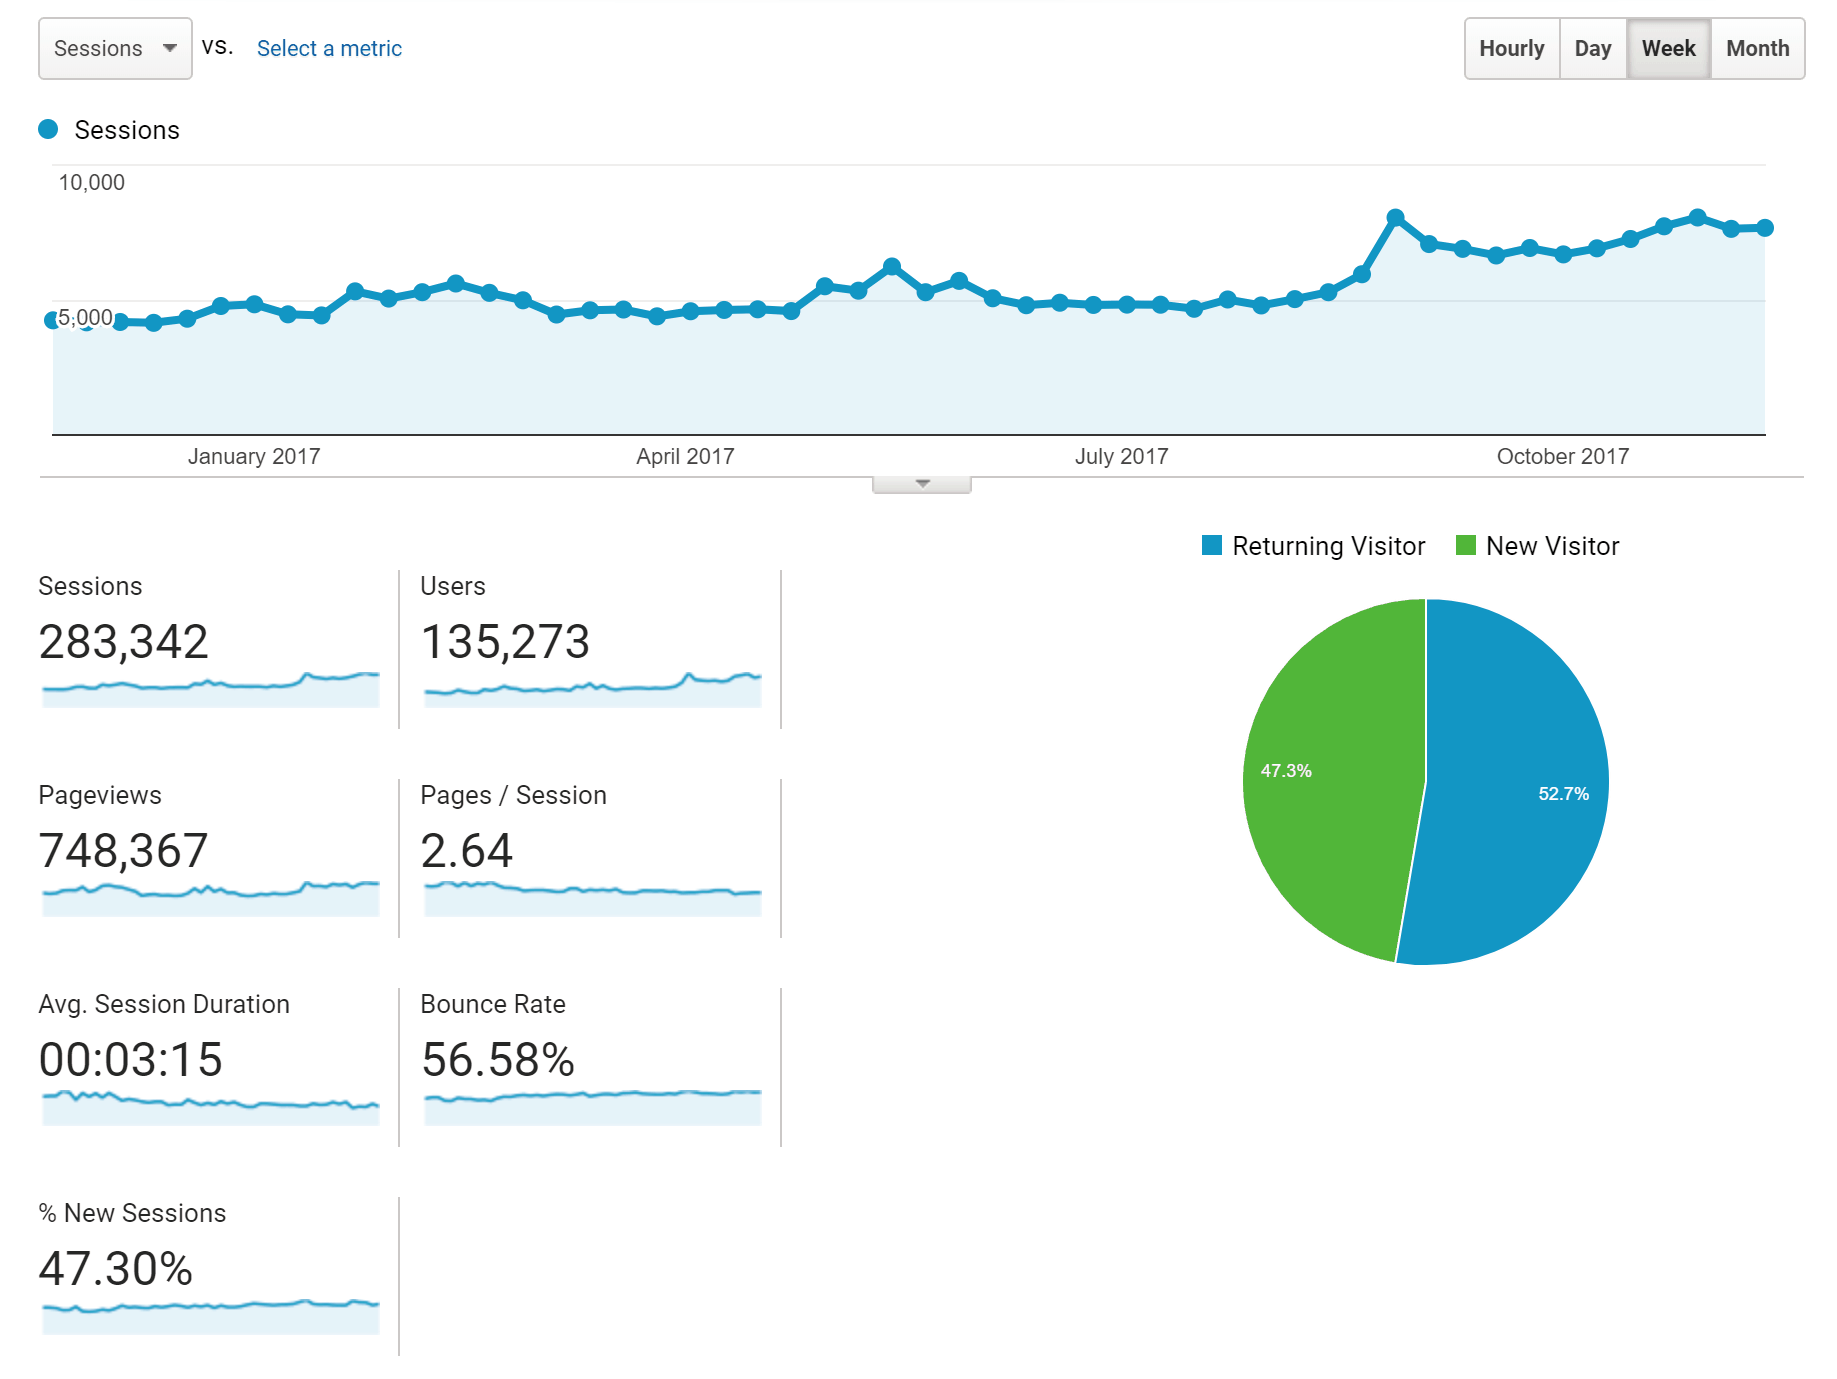 Sessions vs. Select a metric Hourly Day Week Month
Sessions
10,000
5,000
January 2017 April 2017 July 2017 October 2017
Returning Visitor New Visitor
Sessions Users
283,342 135,273
Pageviews Pages / Session
748,367 2.64
47.3% 52.7%
Avg. Session Duration Bounce Rate
00:03:15 56.58%
% New Sessions
47.30%